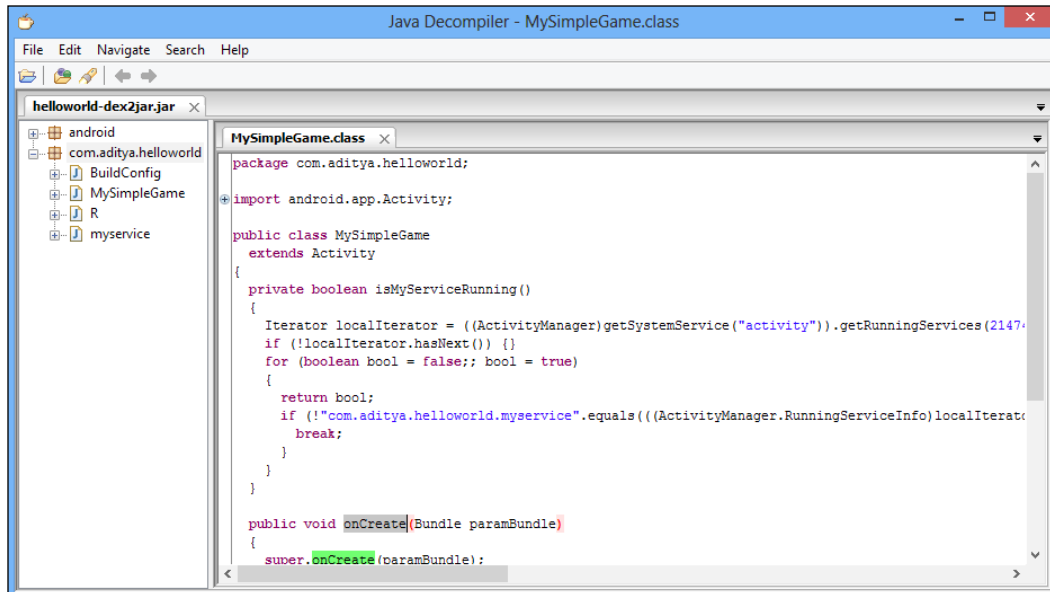 Java Decompiler - MySimpleGame.class
File Edit Navigate Search Help
helloworld-dex2jar.jar
android
com.aditya.helloworld
BuildConfig
MySimpleGame
R
myservice
MySimpleGame.class
package com.aditya.helloworld;
import android.app.Activity;
public class MySimpleGame
extends Activity
{
private boolean isMyServiceRunning()
{
Iterator localIterator = ((ActivityManager)getSystemService("activity")).getRunningServices(2147
if (!localIterator.hasNext()) {}
for (boolean bool = false;; bool = true)
{
return bool;
if (!"com.aditya.helloworld.myservice".equals(((ActivityManager.RunningServiceInfo)localIterato
break;
}
}
}
public void onCreate(Bundle paramBundle)
{
super.onCreate(paramBundle);